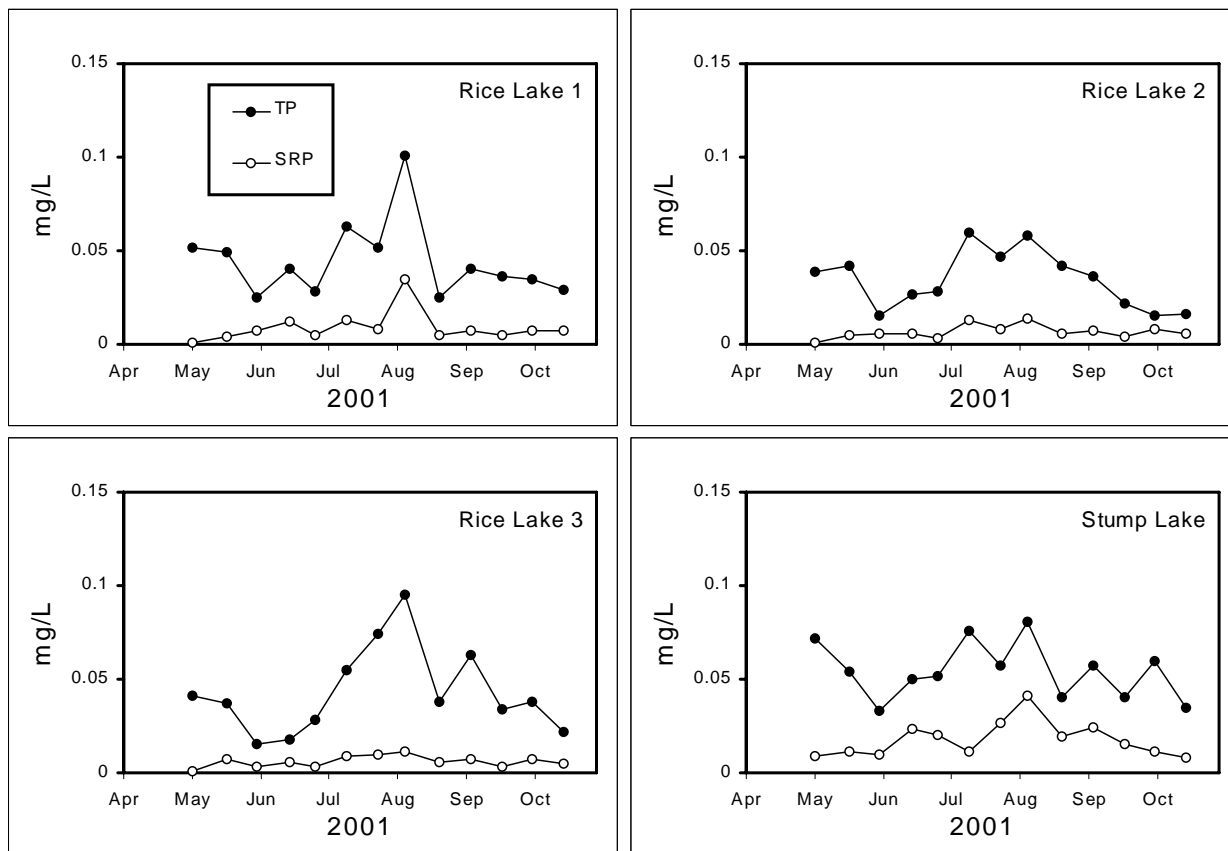 Rice Lake 1
TP
SRP
0.15
0.1
0.05
0
mg/L
Apr May Jun Jul Aug Sep Oct
2001
Rice Lake 2
0.15
0.1
0.05
0
mg/L
Apr May Jun Jul Aug Sep Oct
2001
Rice Lake 3
0.15
0.1
0.05
0
mg/L
Apr May Jun Jul Aug Sep Oct
2001
Stump Lake
0.15
0.1
0.05
0
mg/L
Apr May Jun Jul Aug Sep Oct
2001